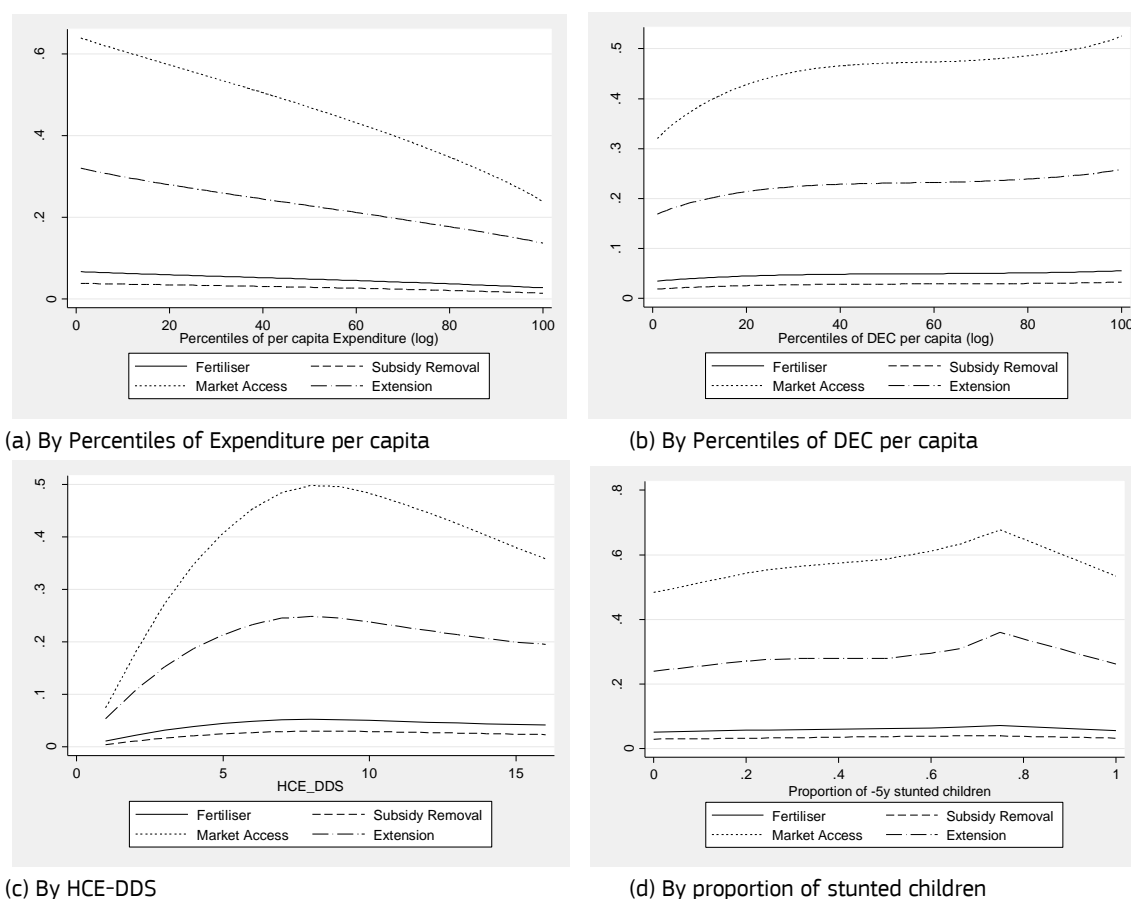 .6
.4
.2
0
0 20 40 60 80 100
Percentiles of per capita Expenditure (log)
Fertiliser Subsidy Removal
Market Access Extension
(a) By Percentiles of Expenditure per capita
.5
.4
.3
.2
.1
0
0 20 40 60 80 100
Percentiles of DEC per capita (log)
Fertiliser Subsidy Removal
Market Access Extension
(b) By Percentiles of DEC per capita
.5
.4
.3
.2
.1
0
0 5 10 15
HCE_DDS
Fertiliser Subsidy Removal
Market Access Extension
(c) By HCE-DDS
.8
.6
.4
.2
0
0 .2 .4 .6 .8 1
Proportion of -5y stunted children
Fertiliser Subsidy Removal
Market Access Extension
(d) By proportion of stunted children